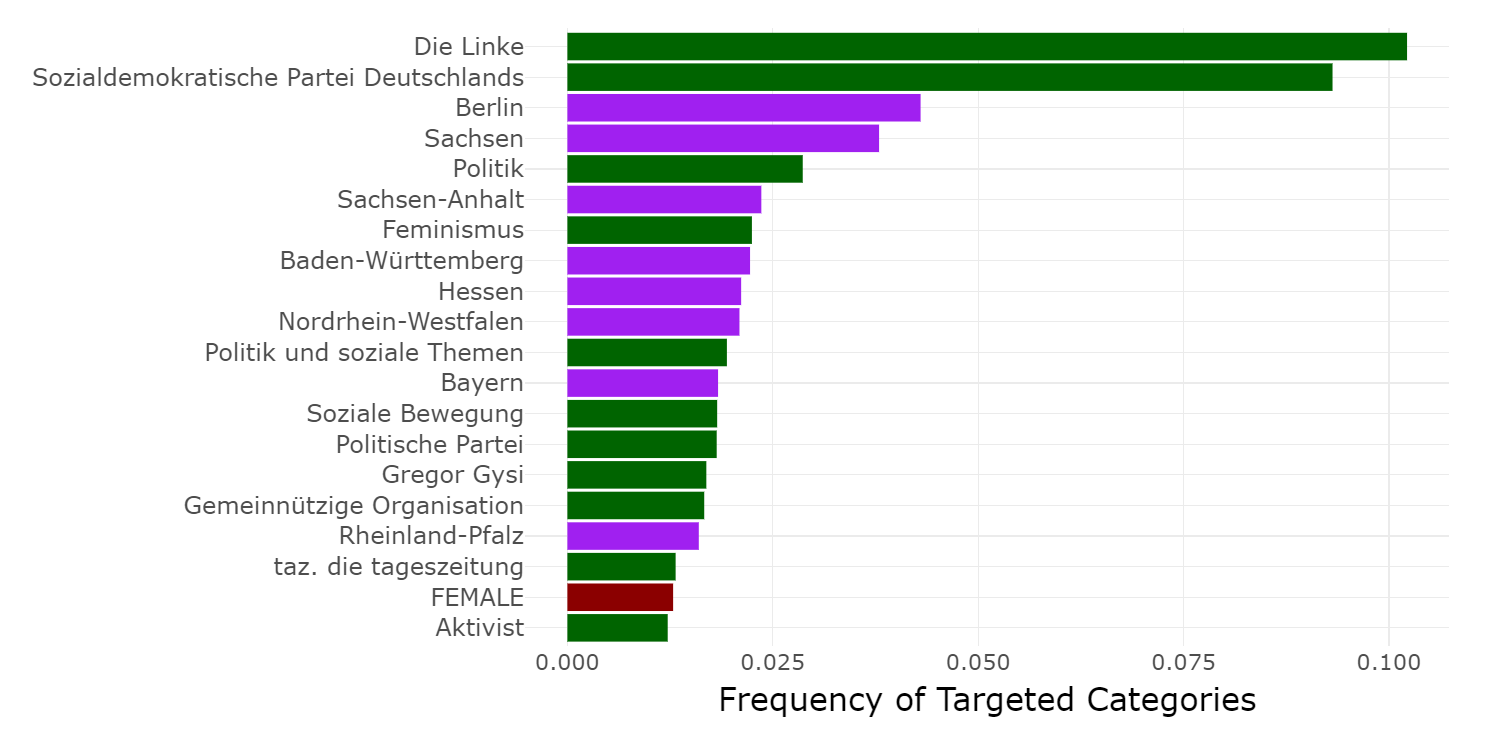 Die Linke
Sozialdemokratische Partei Deutschlands
Berlin
Sachsen
Politik
Sachsen-Anhalt
Feminismus
Baden-Württemberg
Hessen
Nordrhein-Westfalen
Politik und soziale Themen
Bayern
Soziale Bewegung
Politische Partei
Gregor Gysi
Gemeinnützige Organisation
Rheinland-Pfalz
taz. die tageszeitung
FEMALE
Aktivist
0.000 0.025 0.050 0.075 0.100
Frequency of Targeted Categories